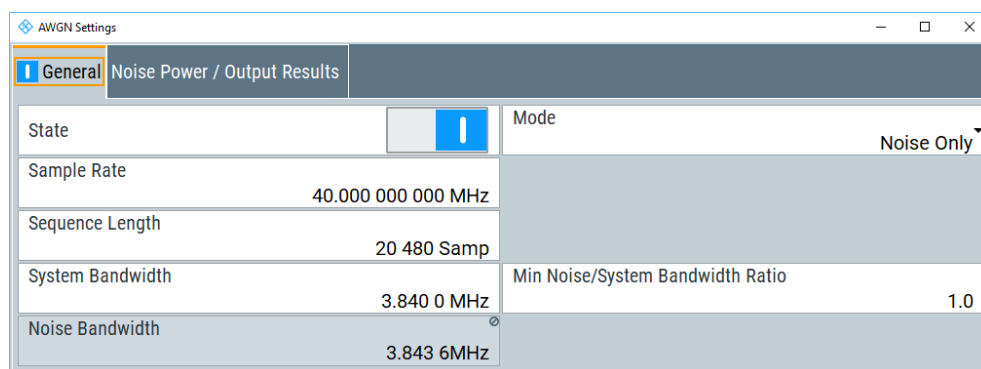 AWGN Settings
General Noise Power / Output Results
State
Mode
Noise Only
Sample Rate
40.000 000 000 MHz
Sequence Length
20 480 Samp
System Bandwidth
3.840 0 MHz
Min Noise/System Bandwidth Ratio
1.0
Noise Bandwidth
3.843 6MHz